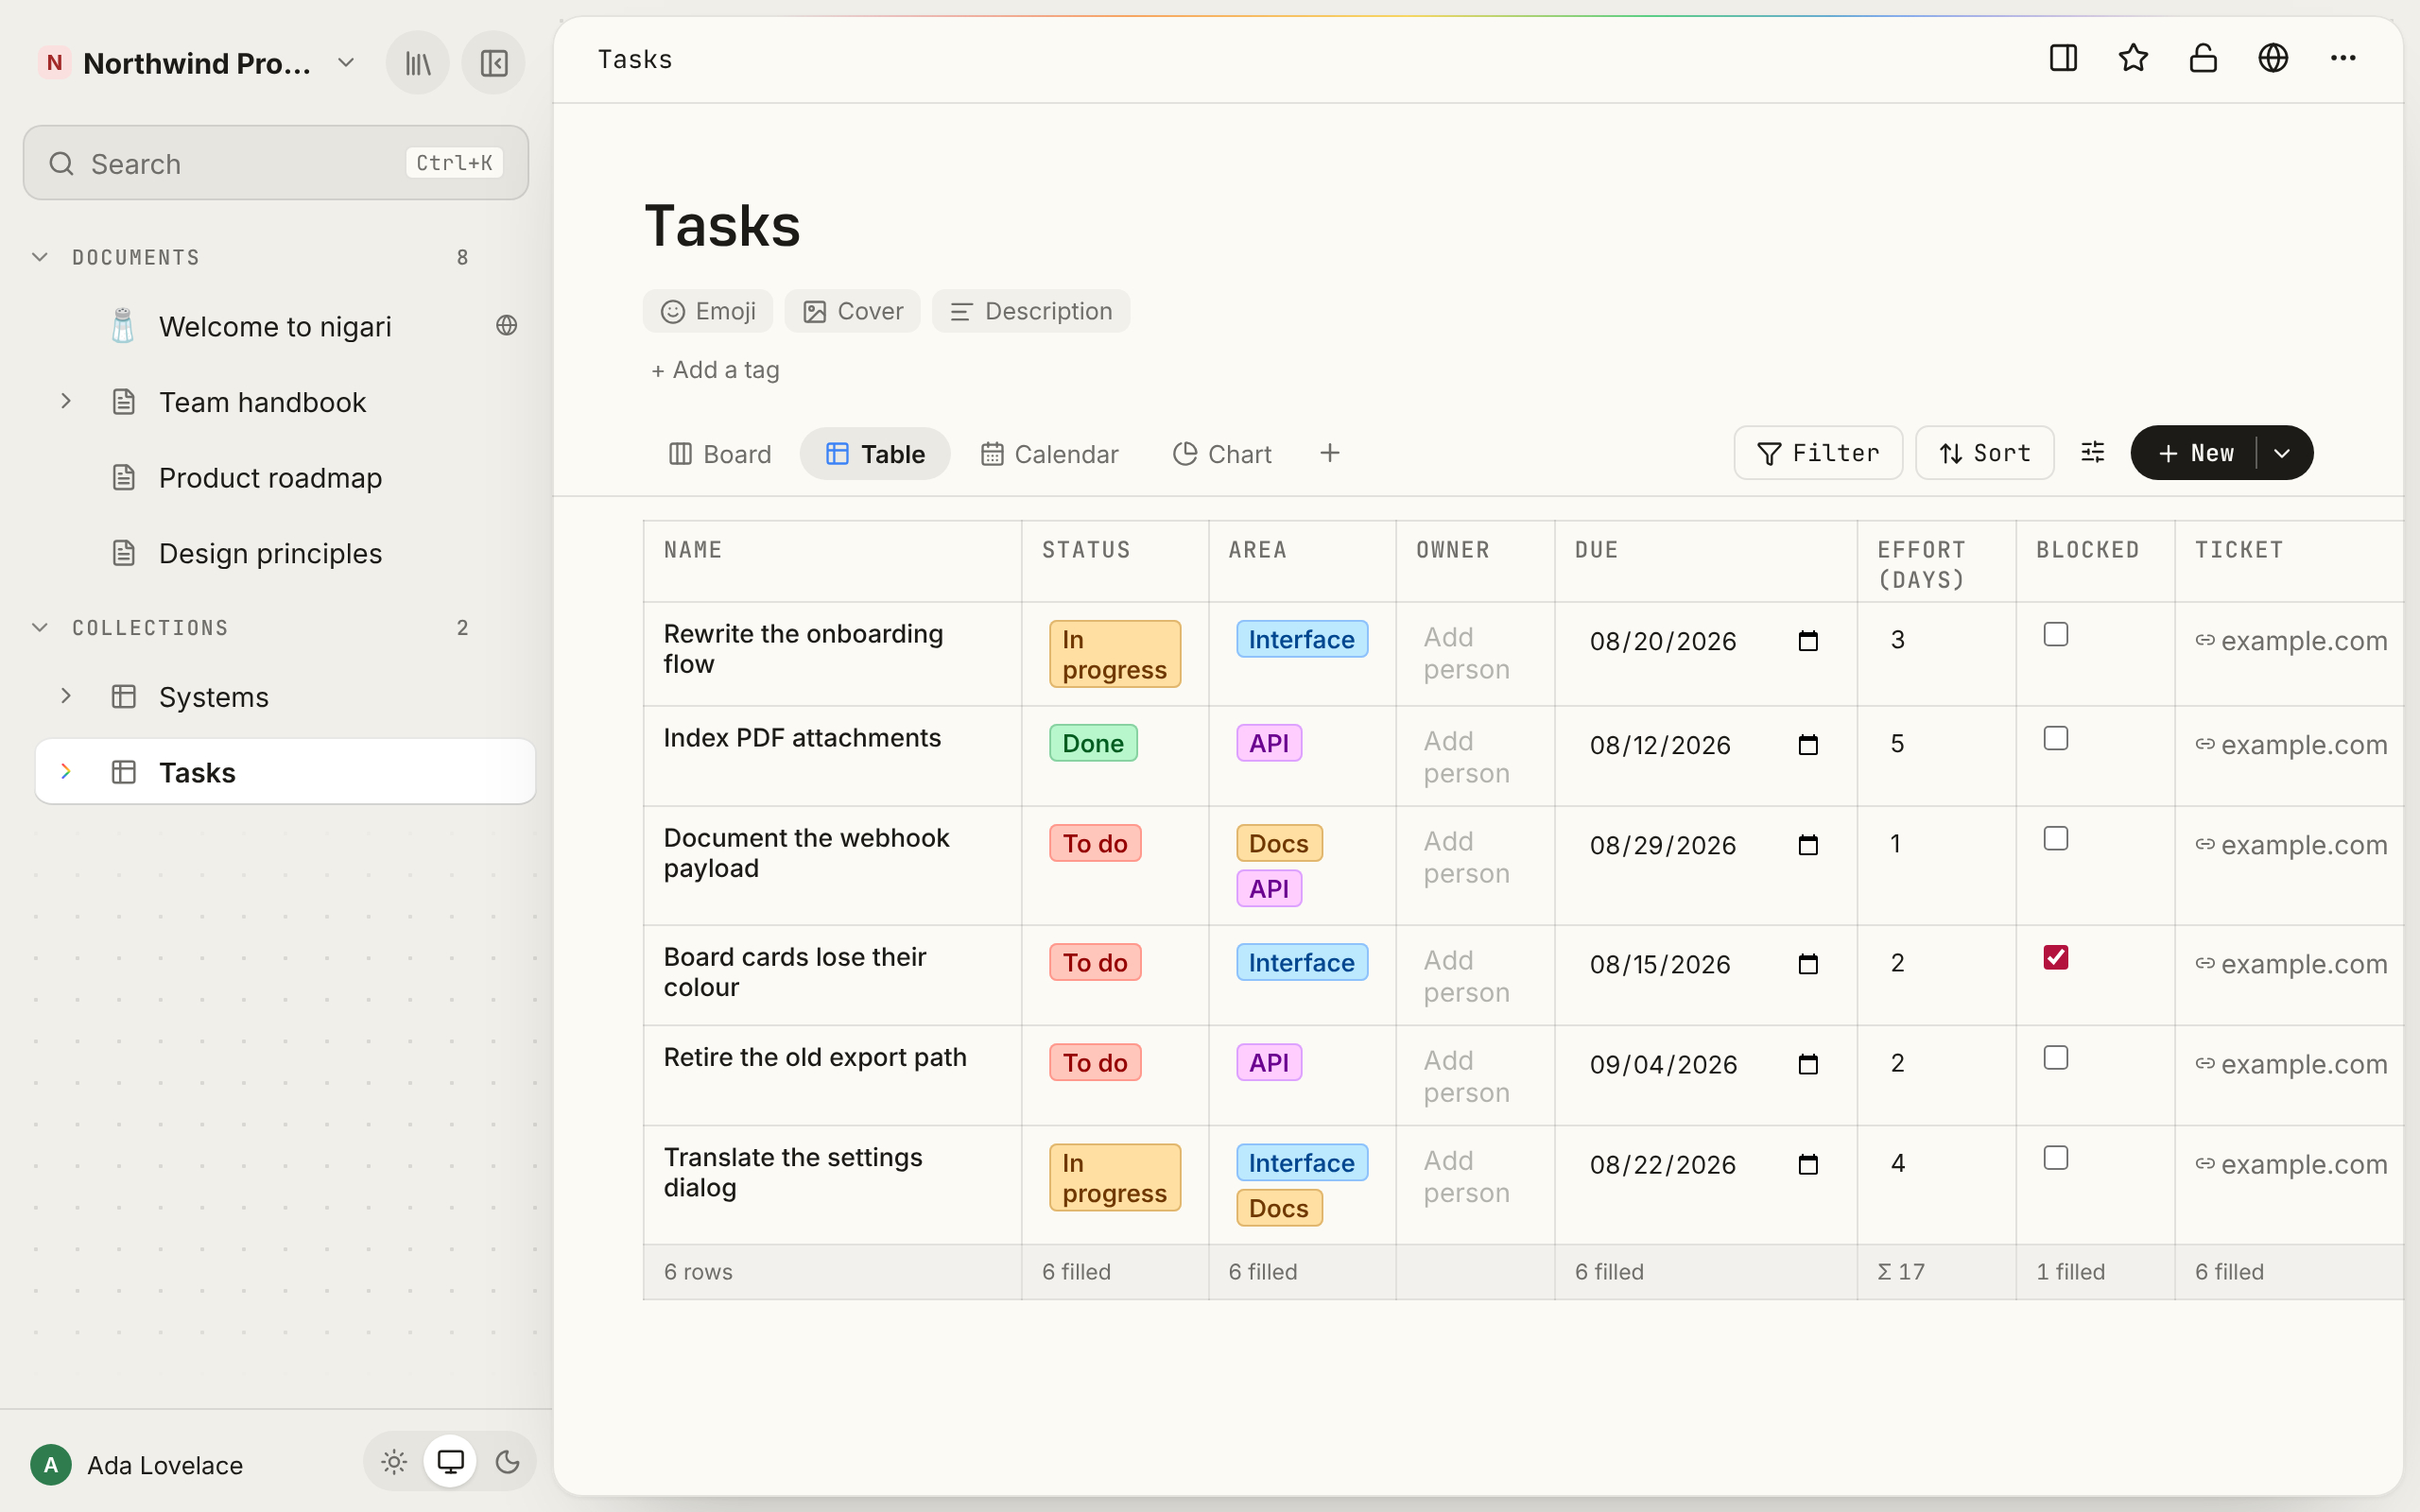 N Northwind Pro...
Search Ctrl+K
DOCUMENTS 8
Welcome to nigari
Team handbook
Product roadmap
Design principles
COLLECTIONS 2
Systems
Tasks
A Ada Lovelace
Tasks
Tasks
Emoji Cover Description
+ Add a tag
Board Table Calendar Chart +
Filter Sort + New
NAME STATUS AREA OWNER DUE EFFORT (DAYS) BLOCKED TICKET
Rewrite the onboarding flow In progress Interface Add person 08/20/2026 3 example.com
Index PDF attachments Done API Add person 08/12/2026 5 example.com
Document the webhook payload To do Docs API Add person 08/29/2026 1 example.com
Board cards lose their colour To do Interface Add person 08/15/2026 2 example.com
Retire the old export path To do API Add person 09/04/2026 2 example.com
Translate the settings dialog In progress Interface Docs Add person 08/22/2026 4 example.com
6 rows 6 filled 6 filled 6 filled Σ 17 1 filled 6 filled